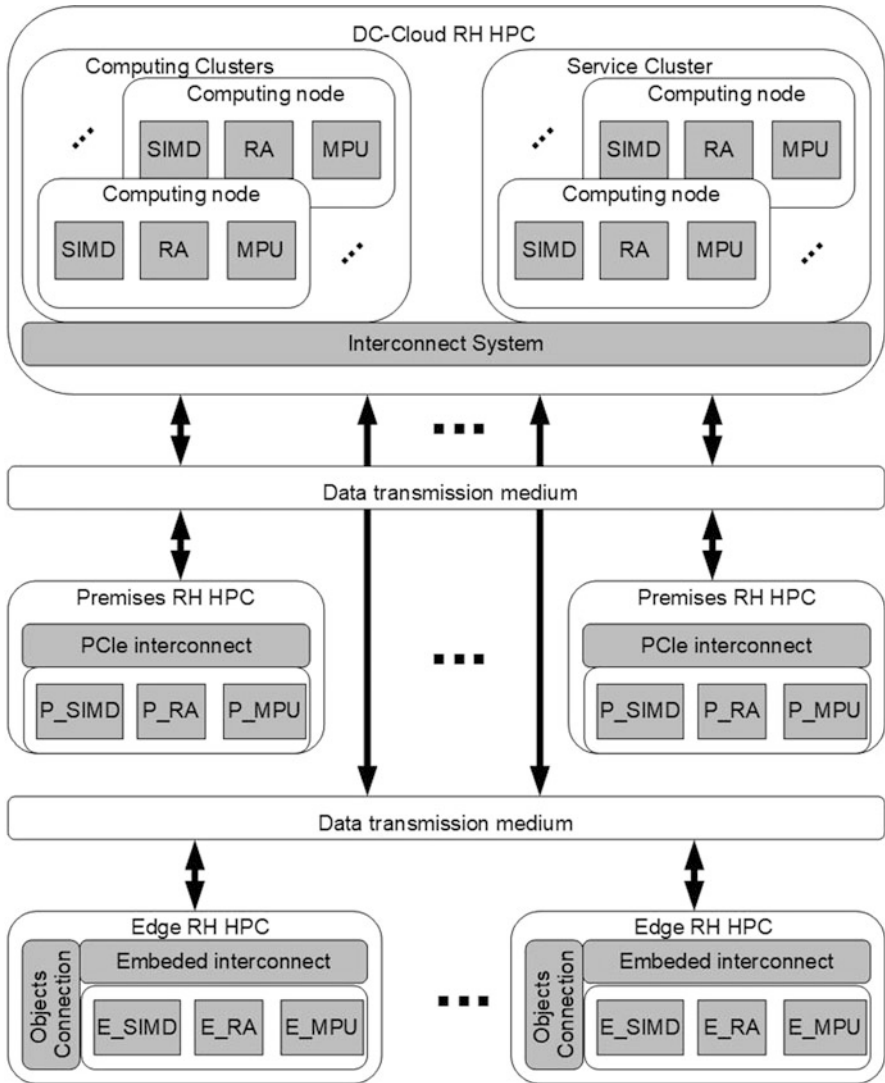 DC-Cloud RH HPC
Computing Clusters
Computing node
SIMD RA MPU
Computing node
SIMD RA MPU
Service Cluster
Computing node
SIMD RA MPU
Computing node
SIMD RA MPU
Interconnect System
Data transmission medium
Premises RH HPC
PCIe interconnect
P_SIMD P_RA P_MPU
Premises RH HPC
PCIe interconnect
P_SIMD P_RA P_MPU
Data transmission medium
Edge RH HPC
Objects
Connection
Embeded interconnect
E_SIMD E_RA E_MPU
Edge RH HPC
Objects
Connection
Embeded interconnect
E_SIMD E_RA E_MPU